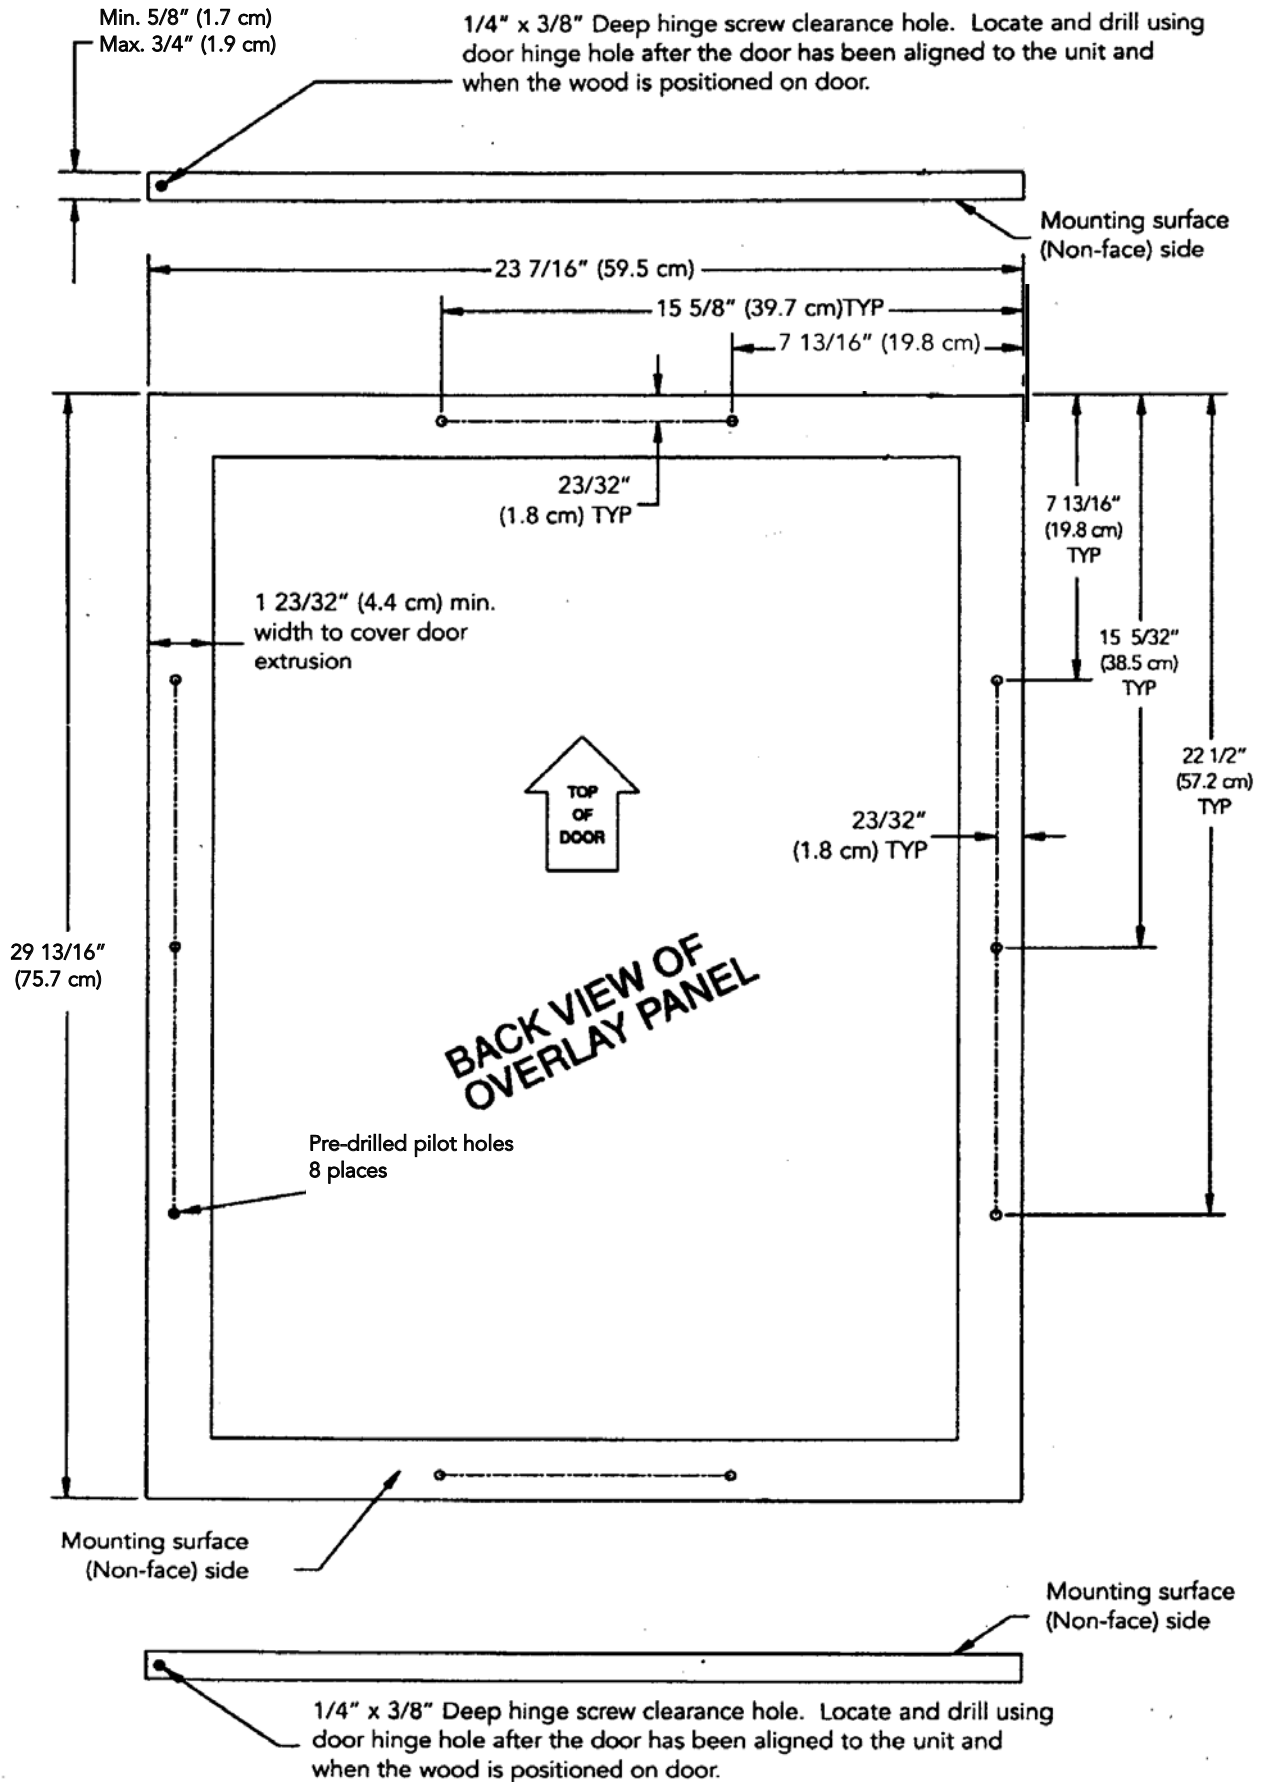 Min. 5/8" (1.7 cm)
Max. 3/4" (1.9 cm)
1/4" x 3/8" Deep hinge screw clearance hole. Locate and drill using
door hinge hole after the door has been aligned to the unit and
when the wood is positioned on door.
Mounting surface
(Non-face) side
23 7/16" (59.5 cm)
15 5/8" (39.7 cm)TYP
7 13/16" (19.8 cm)
23/32"
(1.8 cm) TYP
7 13/16"
(19.8 cm)
TYP
1 23/32" (4.4 cm) min.
width to cover door
extrusion
15 5/32"
(38.5 cm)
TYP
22 1/2"
(57.2 cm)
TYP
TOP
OF
DOOR
23/32"
(1.8 cm) TYP
29 13/16"
(75.7 cm)
BACK VIEW OF
OVERLAY PANEL
Pre-drilled pilot holes
8 places
Mounting surface
(Non-face) side
Mounting surface
(Non-face) side
1/4" x 3/8" Deep hinge screw clearance hole. Locate and drill using
door hinge hole after the door has been aligned to the unit and
when the wood is positioned on door.